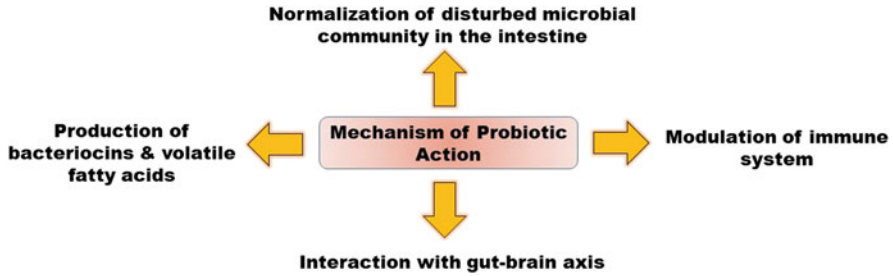 Normalization of disturbed microbial
community in the intestine
Production of
bacteriocins & volatile
fatty acids
Mechanism of Probiotic
Action
Modulation of immune
system
Interaction with gut-brain axis